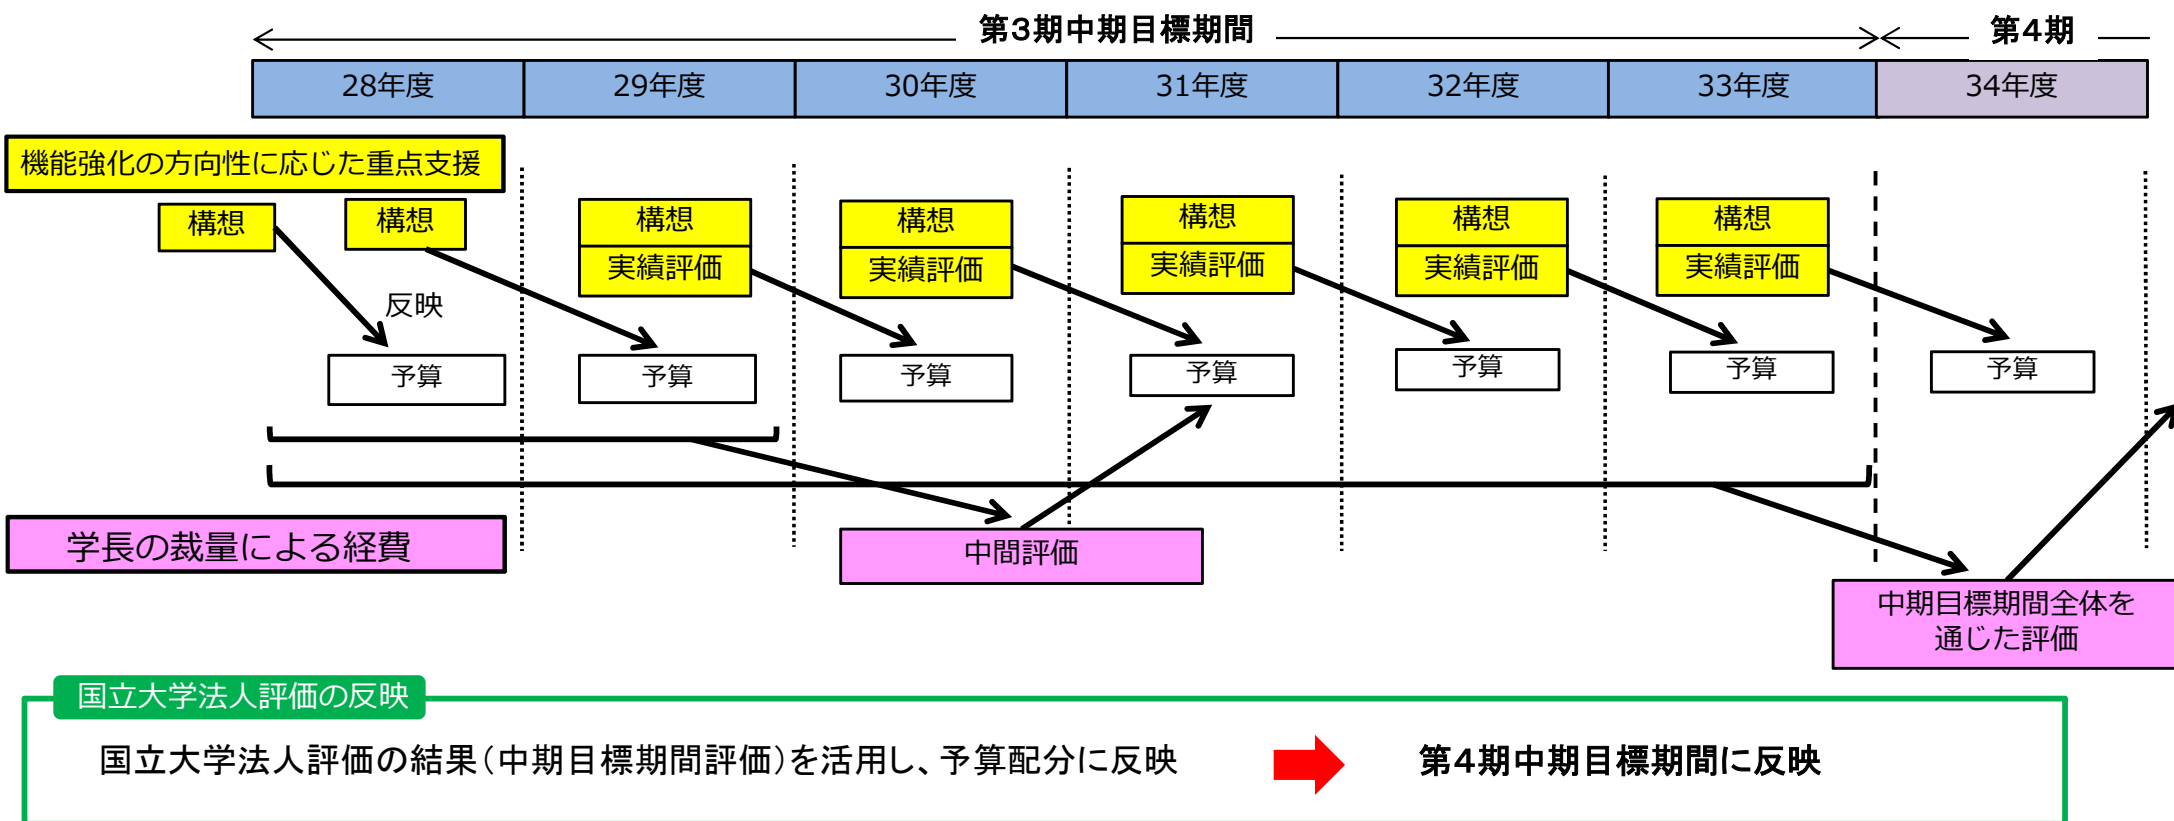 第3期中期目標期間
第4期
28年度
29年度
30年度
31年度
32年度
33年度
34年度
機能強化の方向性に応じた重点支援
構想
構想
構想
実績評価
構想
実績評価
構想
実績評価
構想
実績評価
構想
実績評価
反映
予算
予算
予算
予算
予算
予算
予算
学長の裁量による経費
中間評価
中期目標期間全体を
通じた評価
国立大学法人評価の反映
国立大学法人評価の結果(中期目標期間評価)を活用し、予算配分に反映
第4期中期目標期間に反映